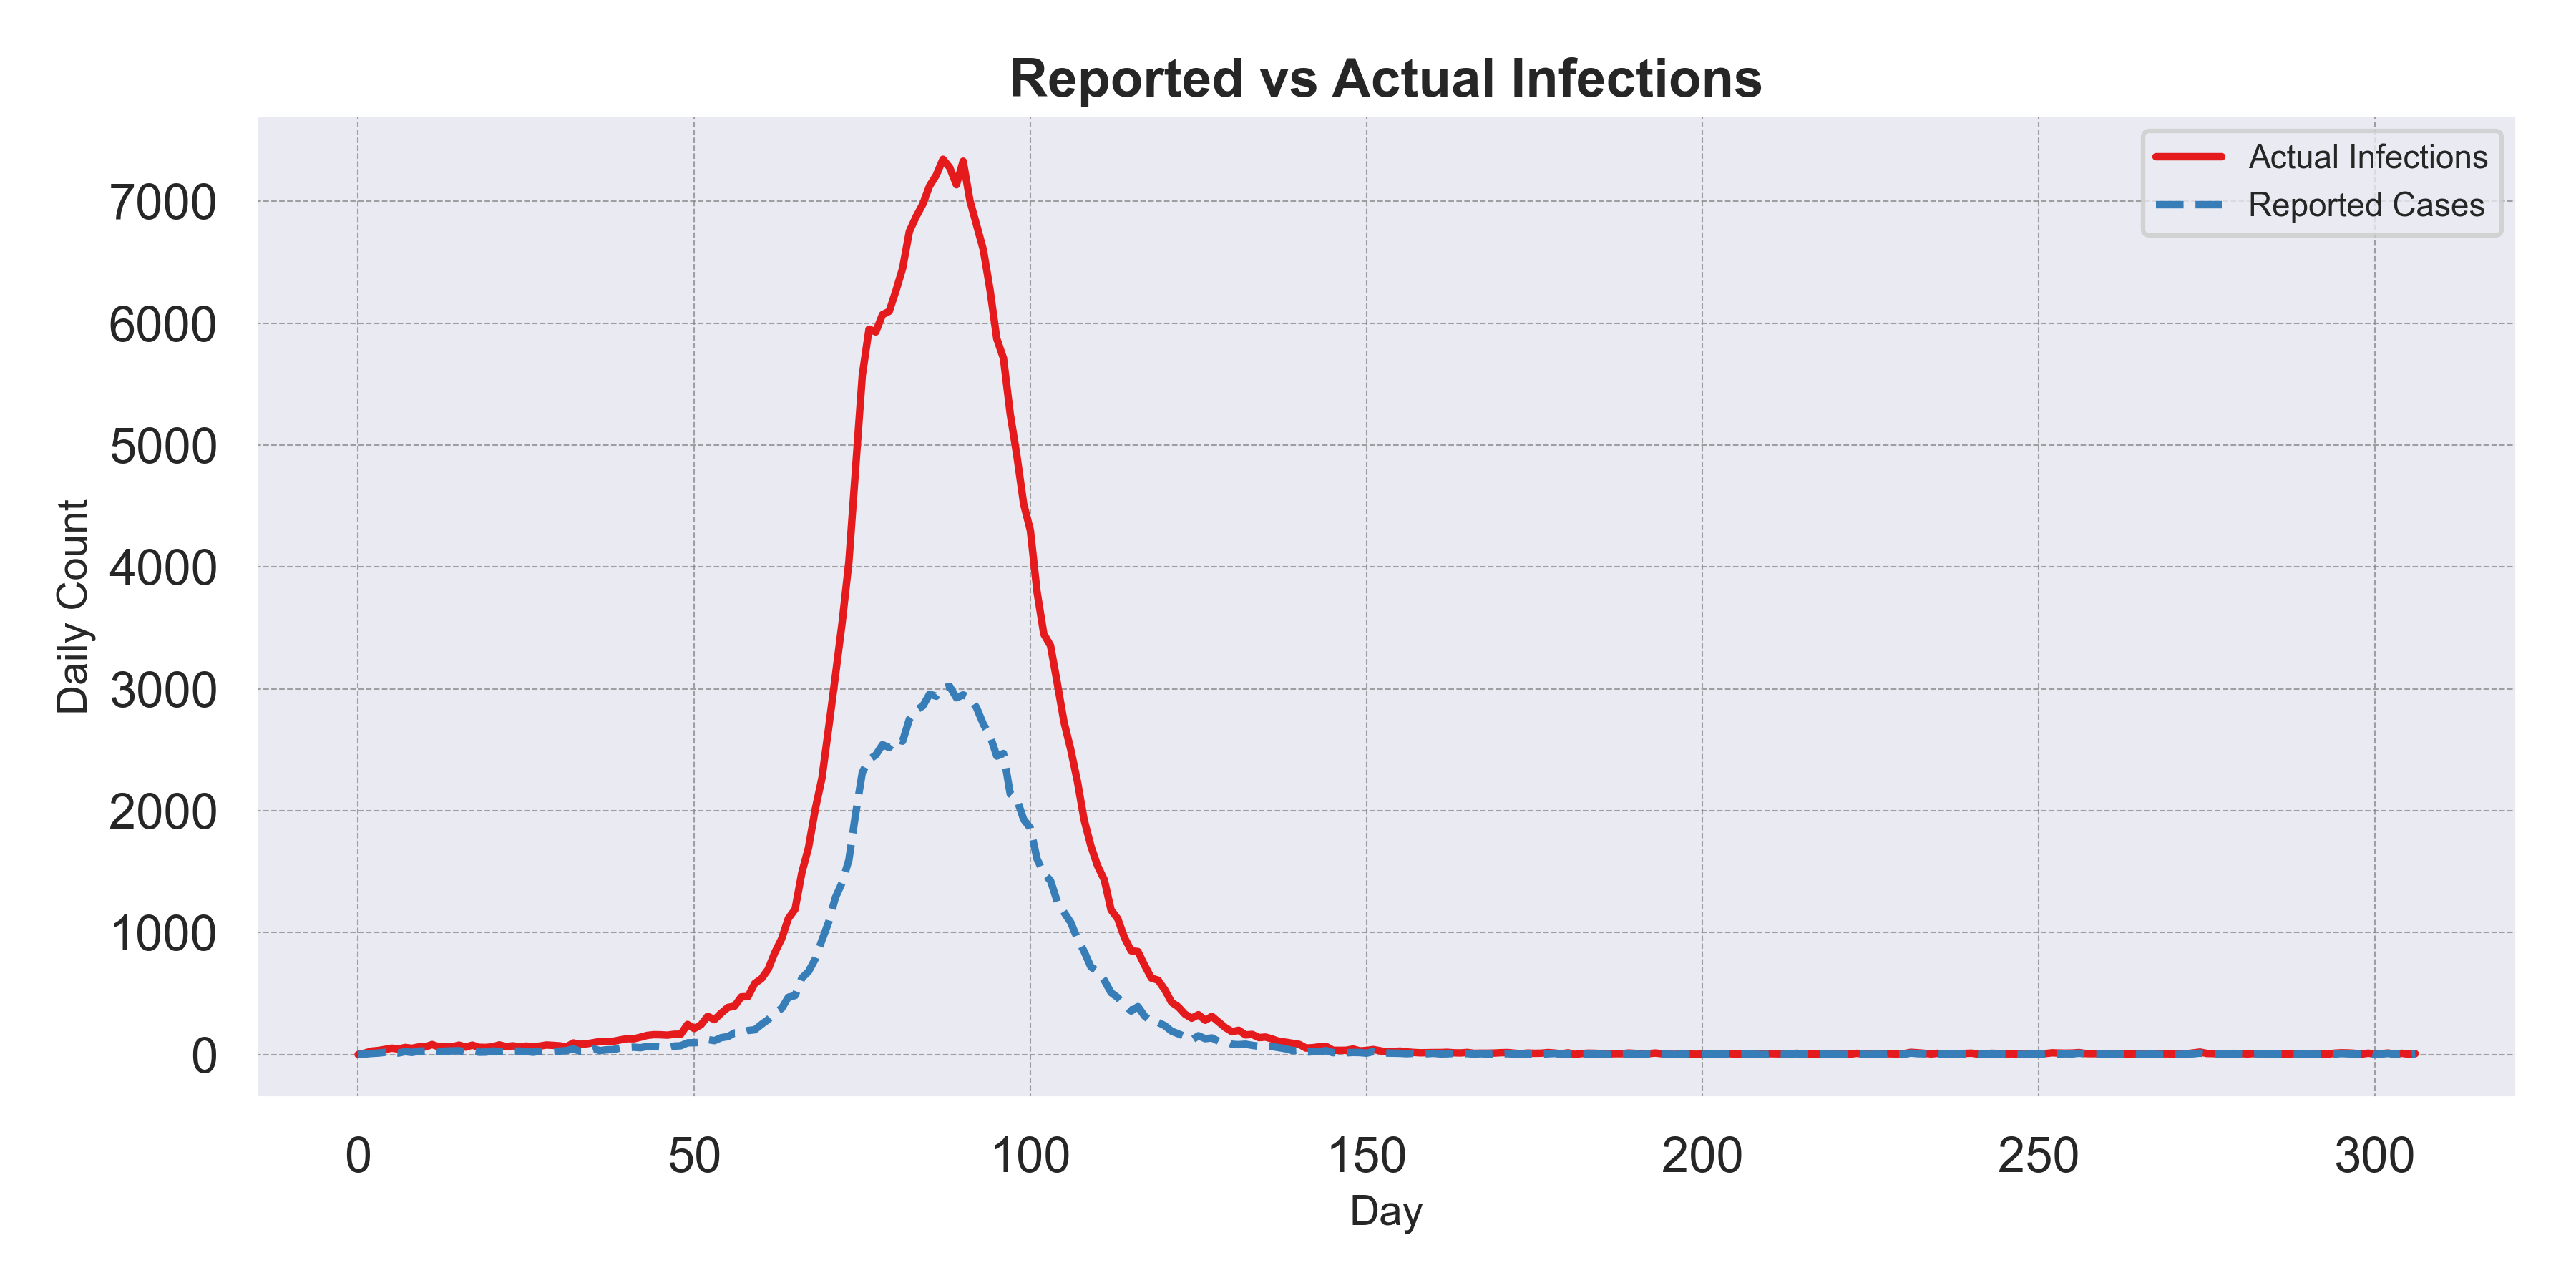 Reported vs Actual Infections
Actual Infections
Reported Cases
Daily Count
7000
6000
5000
4000
3000
2000
1000
0
0 50 100 150 200 250 300
Day